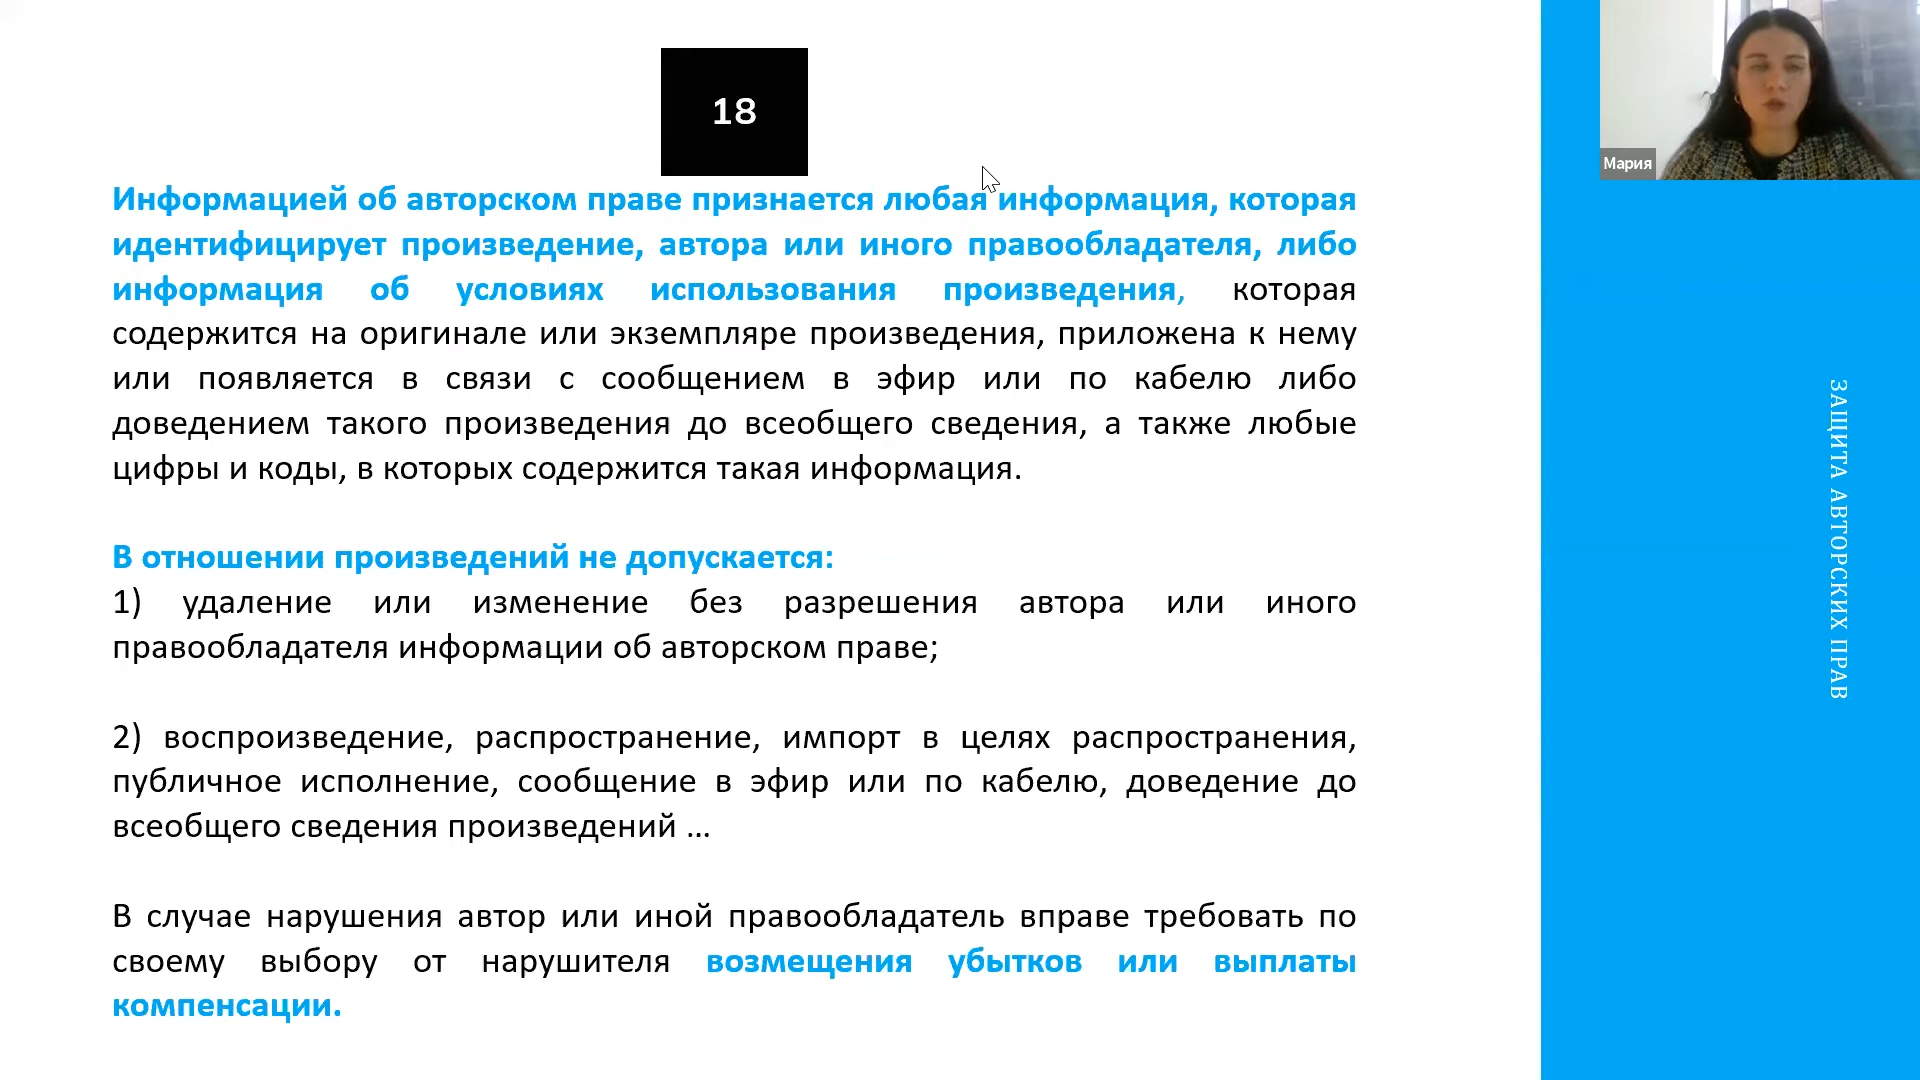 18
Мария
Информацией об авторском праве признается любая информация, которая
идентифицирует произведение, автора или иного правообладателя, либо
информация об условиях использования произведения, которая
содержится на оригинале или экземпляре произведения, приложена к нему
или появляется в связи с сообщением в эфир или по кабелю либо
доведением такого произведения до всеобщего сведения, а также любые
цифры и коды, в которых содержится такая информация.
В отношении произведений не допускается:
1) удаление или изменение без разрешения автора или иного
правообладателя информации об авторском праве;
2) воспроизведение, распространение, импорт в целях распространения,
публичное исполнение, сообщение в эфир или по кабелю, доведение до
всеобщего сведения произведений ...
В случае нарушения автор или иной правообладатель вправе требовать по
своему выбору от нарушителя возмещения убытков или выплаты
компенсации.
ЗАЩИТА АВТОРСКИХ ПРАВ